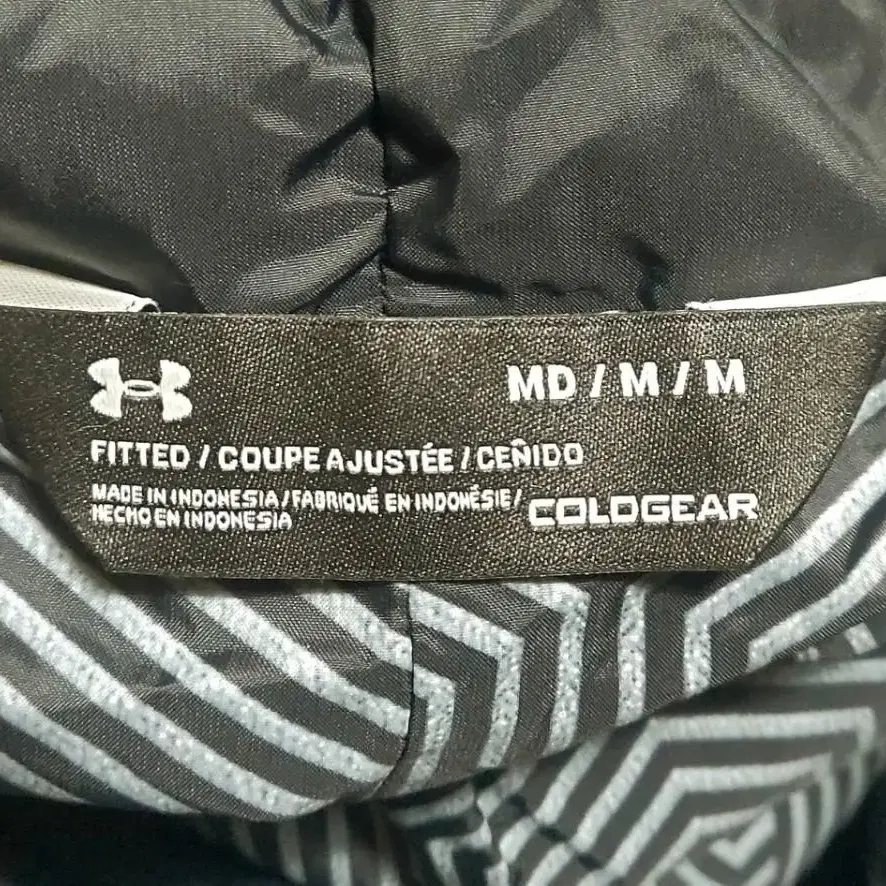 MD / M / M
FITTED / COUPE AJUSTÉE / CEÑIDO
MADE IN INDONESIA / FABRIQUÉ EN INDONÉSIE /
HECHO EN INDONESIA
COLDGEAR